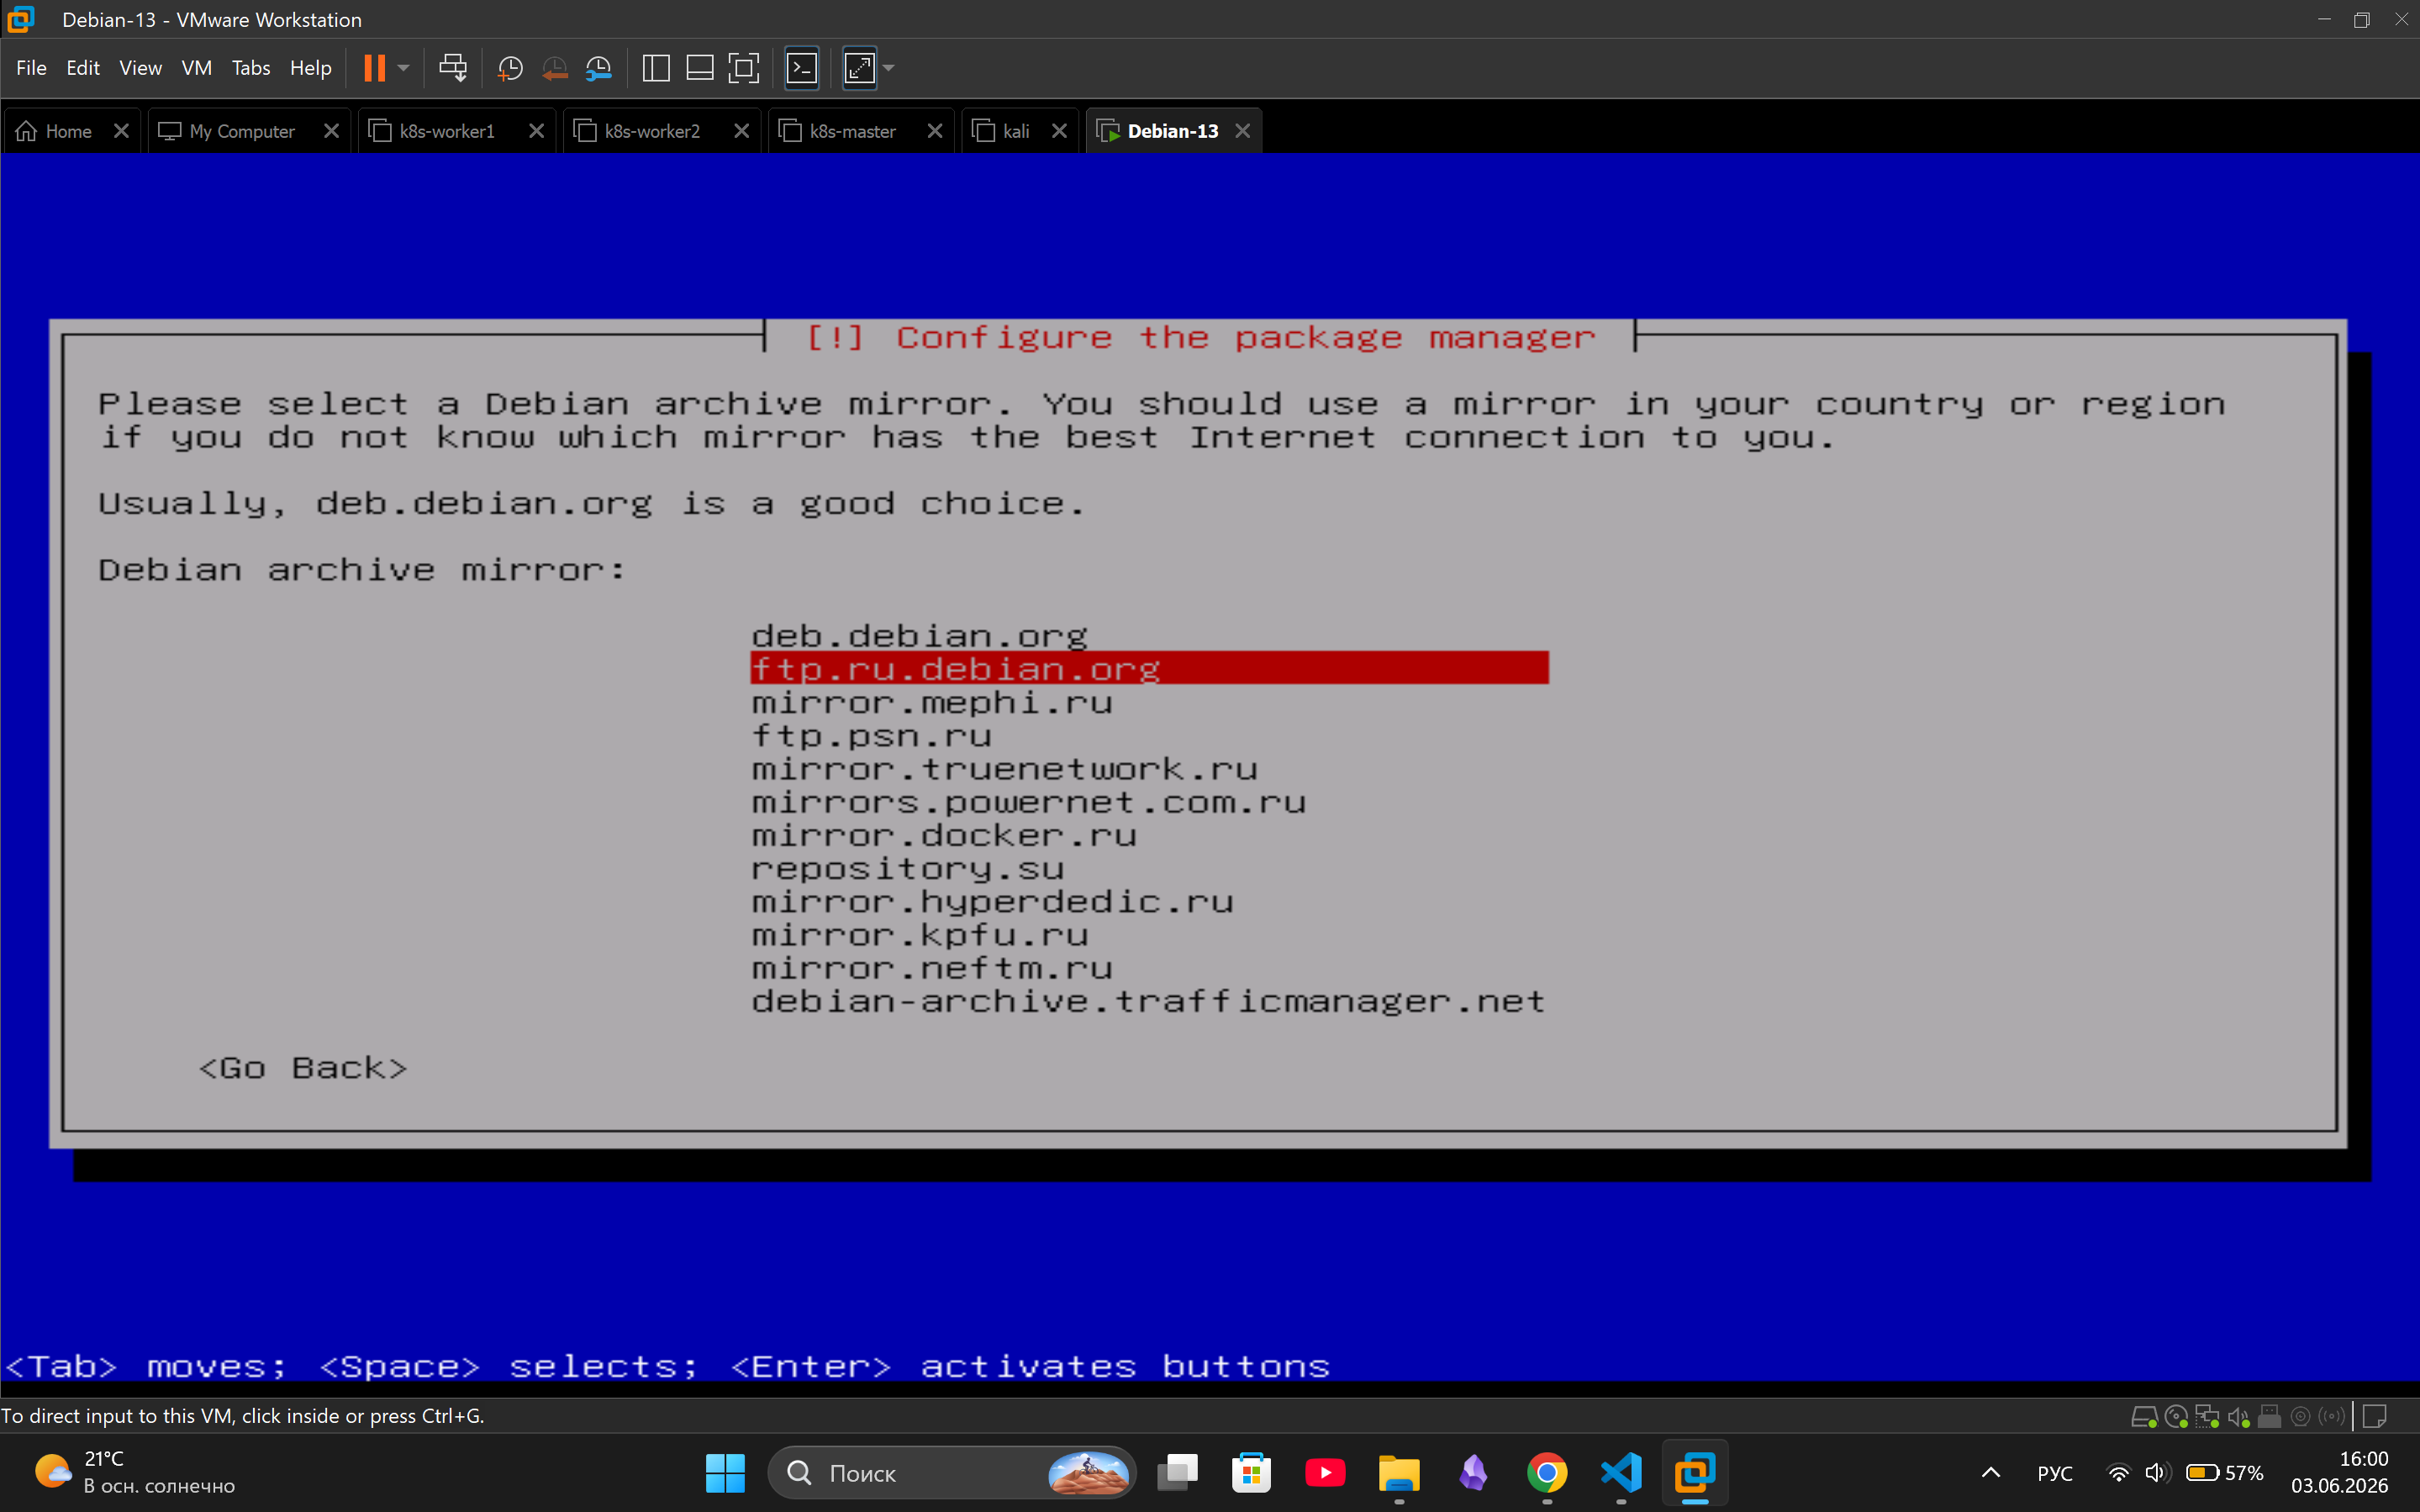 Debian-13 - VMware Workstation
File Edit View VM Tabs Help
Home My Computer k8s-worker1 k8s-worker2 k8s-master kali Debian-13
[!] Configure the package manager
Please select a Debian archive mirror. You should use a mirror in your country or region
if you do not know which mirror has the best Internet connection to you.
Usually, deb.debian.org is a good choice.
Debian archive mirror:
deb.debian.org
ftp.ru.debian.org
mirror.mephi.ru
ftp.psn.ru
mirror.truenetwork.ru
mirrors.powernet.com.ru
mirror.docker.ru
repository.su
mirror.hyperdedic.ru
mirror.kpfu.ru
mirror.neftm.ru
debian-archive.trafficmanager.net
<Go Back>
<Tab> moves; <Space> selects; <Enter> activates buttons
To direct input to this VM, click inside or press Ctrl+G.
21°C
В осн. солнечно
Поиск
РУС
57%
16:00
03.06.2026